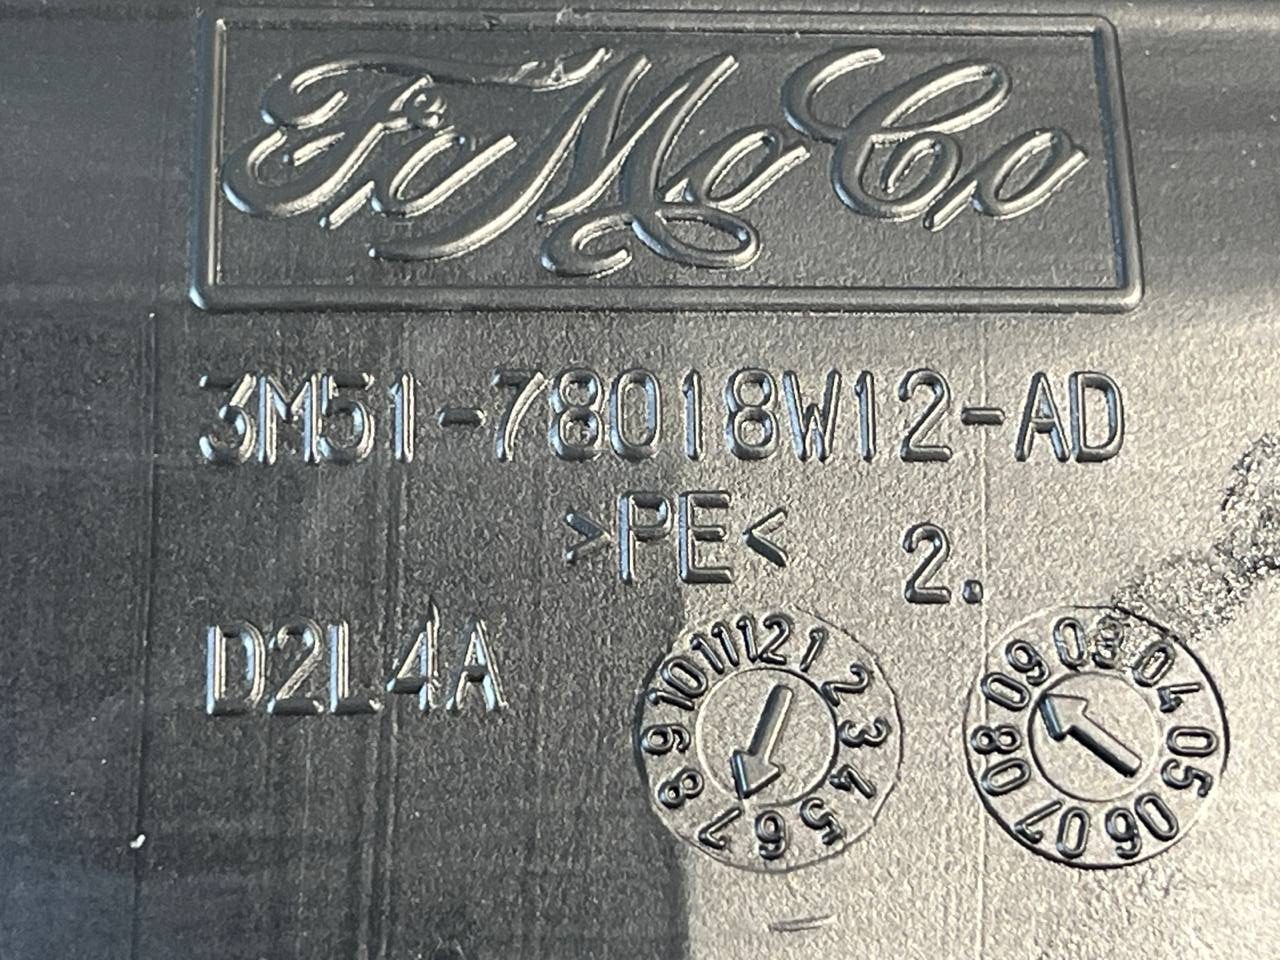 FoMoCo
3M51-78018W12-AD
>PE<
2.
D2L4A
1 2 3 4 5 6 7 8 9 10 11 12
03 04 05 06 07 08 09